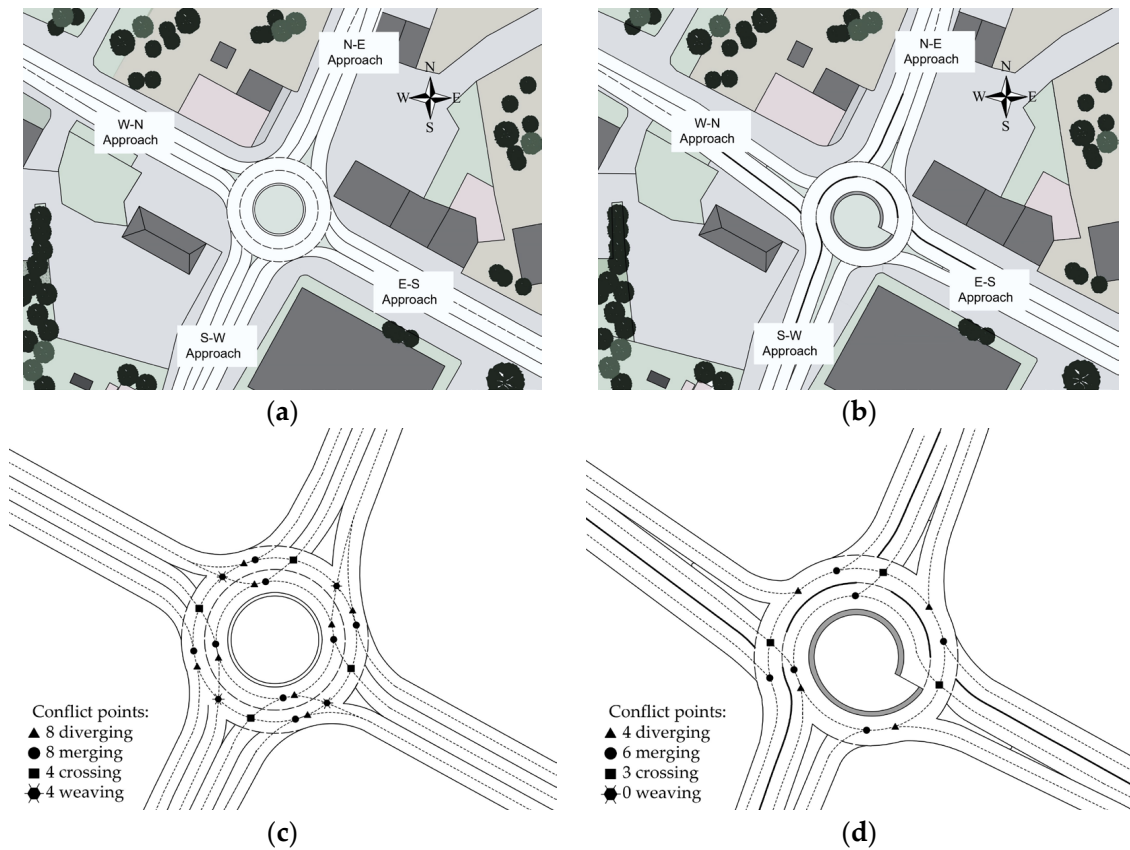 N-E
Approach
N
W E
S
W-N
Approach
E-S
Approach
S-W
Approach
(a)
N-E
Approach
N
W E
S
W-N
Approach
E-S
Approach
S-W
Approach
(b)
Conflict points:
8 diverging
8 merging
4 crossing
4 weaving
(c)
Conflict points:
4 diverging
6 merging
3 crossing
0 weaving
(d)